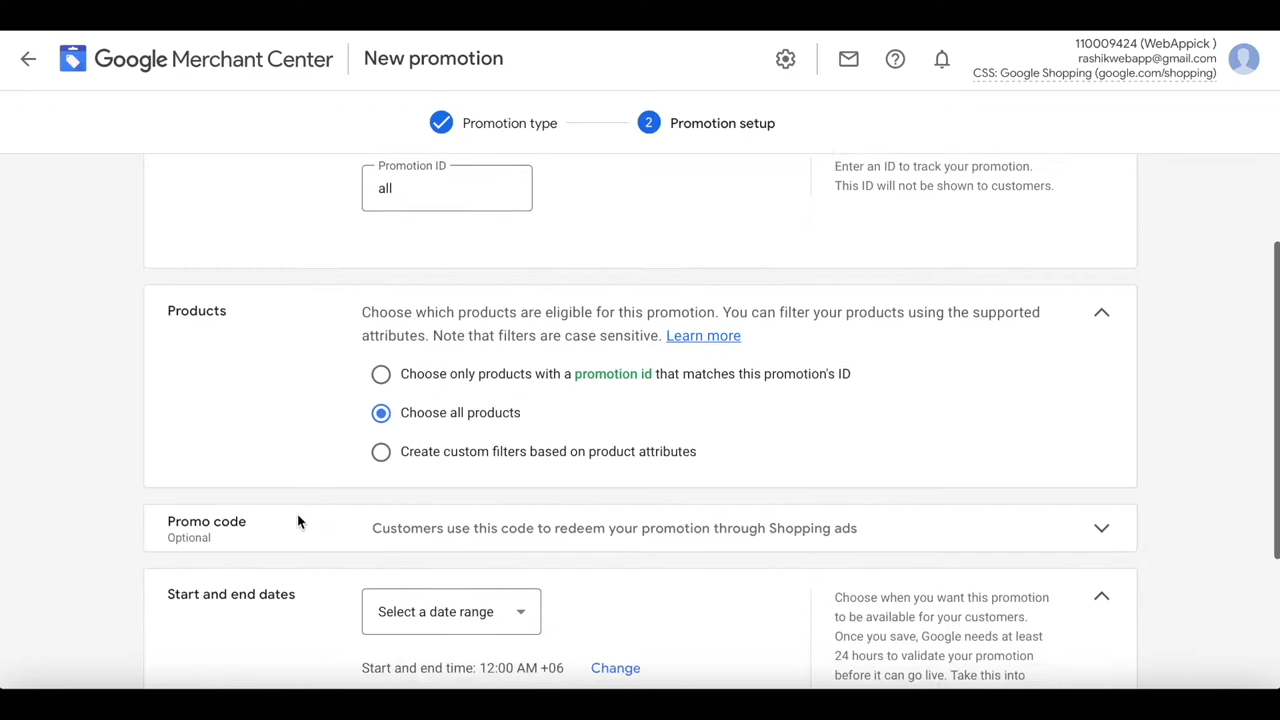 Google Merchant Center
New promotion
110009424 (WebAppick )
rashikwebapp@gmail.com
CSS: Google Shopping (google.com/shopping)
Promotion type
2
Promotion setup
Promotion ID
all
Enter an ID to track your promotion.
This ID will not be shown to customers.
Products
Choose which products are eligible for this promotion. You can filter your products using the supported
attributes. Note that filters are case sensitive. Learn more
Choose only products with a promotion id that matches this promotion's ID
Choose all products
Create custom filters based on product attributes
Promo code
Optional
Customers use this code to redeem your promotion through Shopping ads
Start and end dates
Select a date range
Start and end time: 12:00 AM +06
Change
Choose when you want this promotion
to be available for your customers.
Once you save, Google needs at least
24 hours to validate your promotion
before it can go live. Take this into